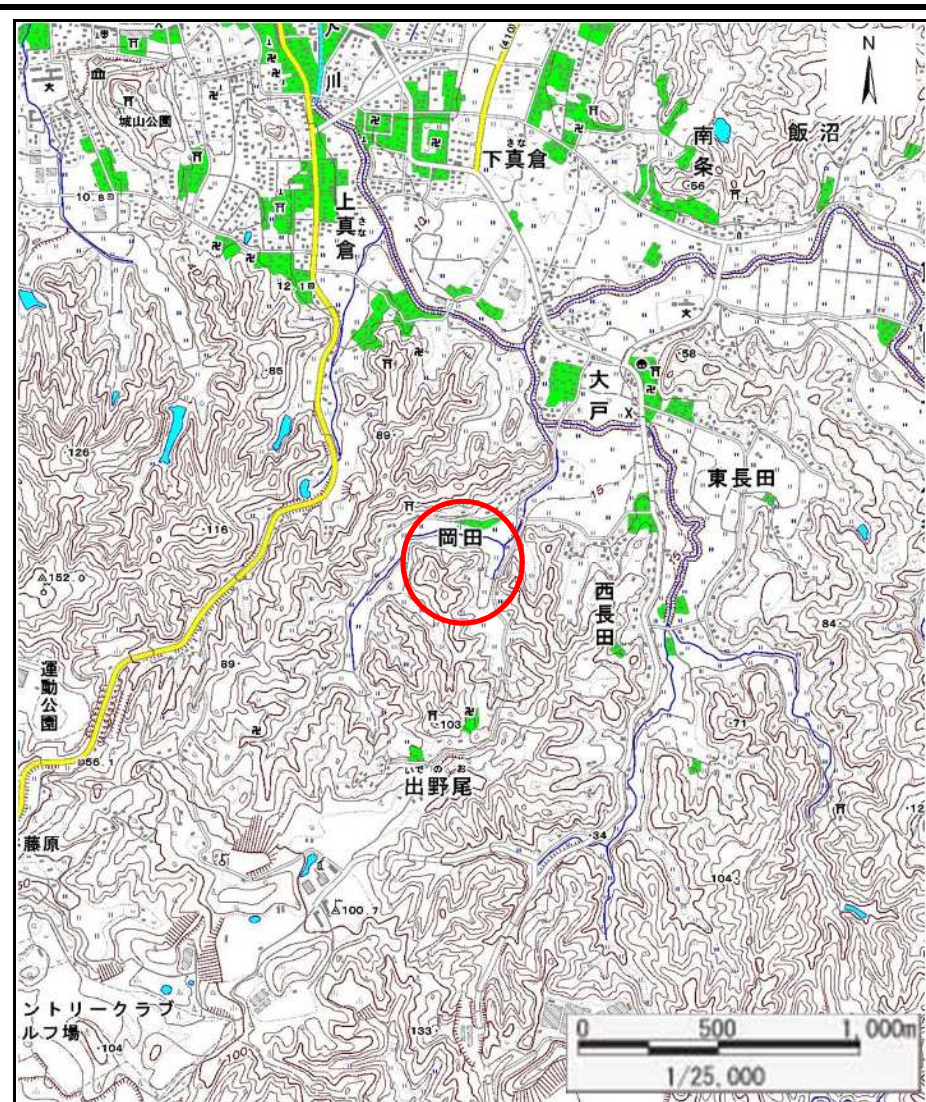 N
(410)
川
城山公園
下真倉
さな
南条
飯沼
56
10.8
上真倉
さな
12.1
58
85
大戸
X
89
126
東長田
岡田
116
152.0
西長田
84
89
運動公園
71
103
56.1
いでのお
出野尾
34
藤原
104
100.7
ントリークラブ
ルフ場
133
104
100
0 500 1,000m
1/25,000